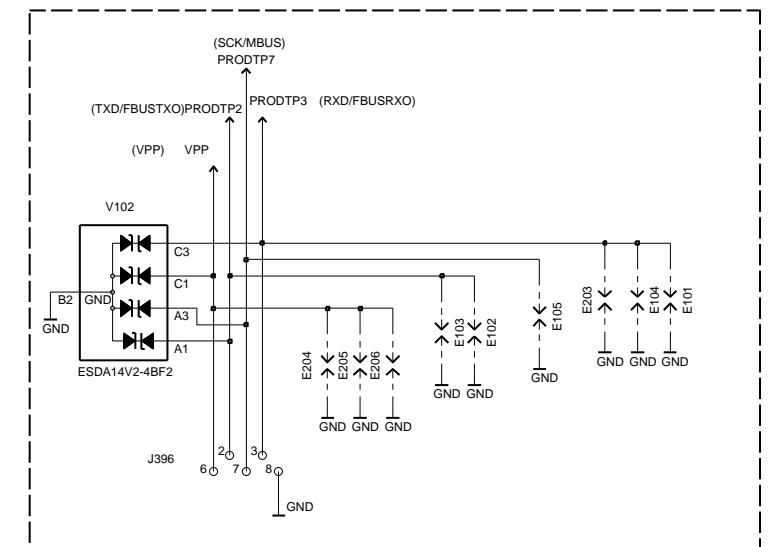 (SCK/MBUS)
PRODTP7
(TXD/FBUSTXO)PRODTP2
PRODTP3 (RXD/FBUSRXO)
(VPP) VPP
V102
C3
C1
B2 GND
A3
A1
GND
ESDA14V2-4BF2
E204
E205
E206
GND GND
E103
E102
GND GND
E105
GND
E203
E104
E101
GND GND GND
J396
2
3
6
7
8
GND